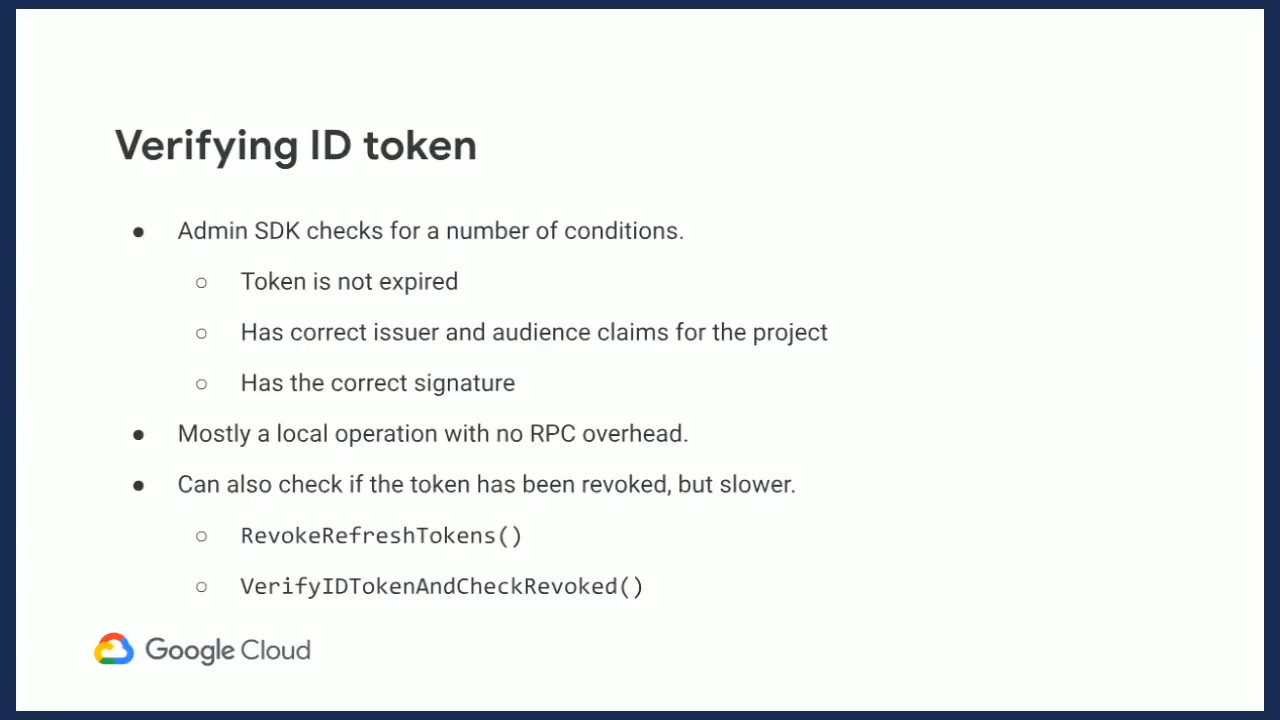 Verifying ID token
● Admin SDK checks for a number of conditions.
○ Token is not expired
○ Has correct issuer and audience claims for the project
○ Has the correct signature
● Mostly a local operation with no RPC overhead.
● Can also check if the token has been revoked, but slower.
○ RevokeRefreshTokens()
○ VerifyIDTokenAndCheckRevoked()
Google Cloud